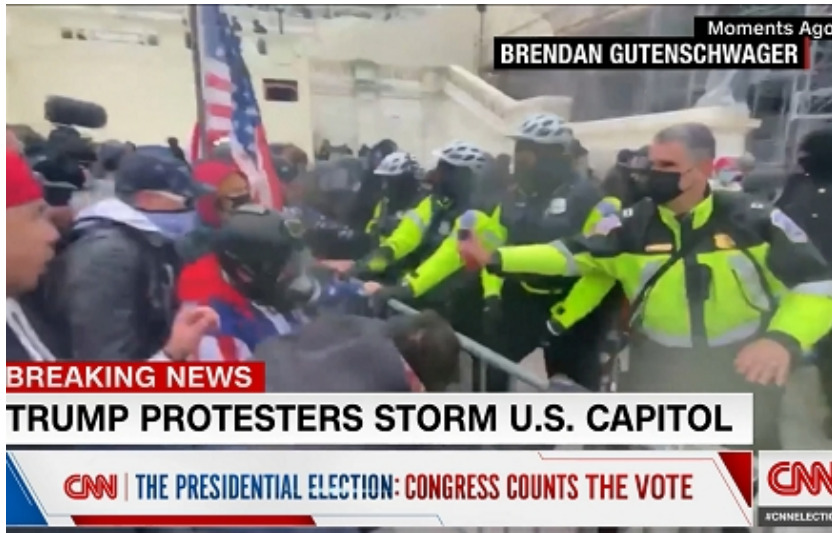 Moments Ago
BRENDAN GUTENSCHWAGER
BREAKING NEWS
TRUMP PROTESTERS STORM U.S. CAPITOL
CNN | THE PRESIDENTIAL ELECTION: CONGRESS COUNTS THE VOTE
CNN
#CNNELECTIO